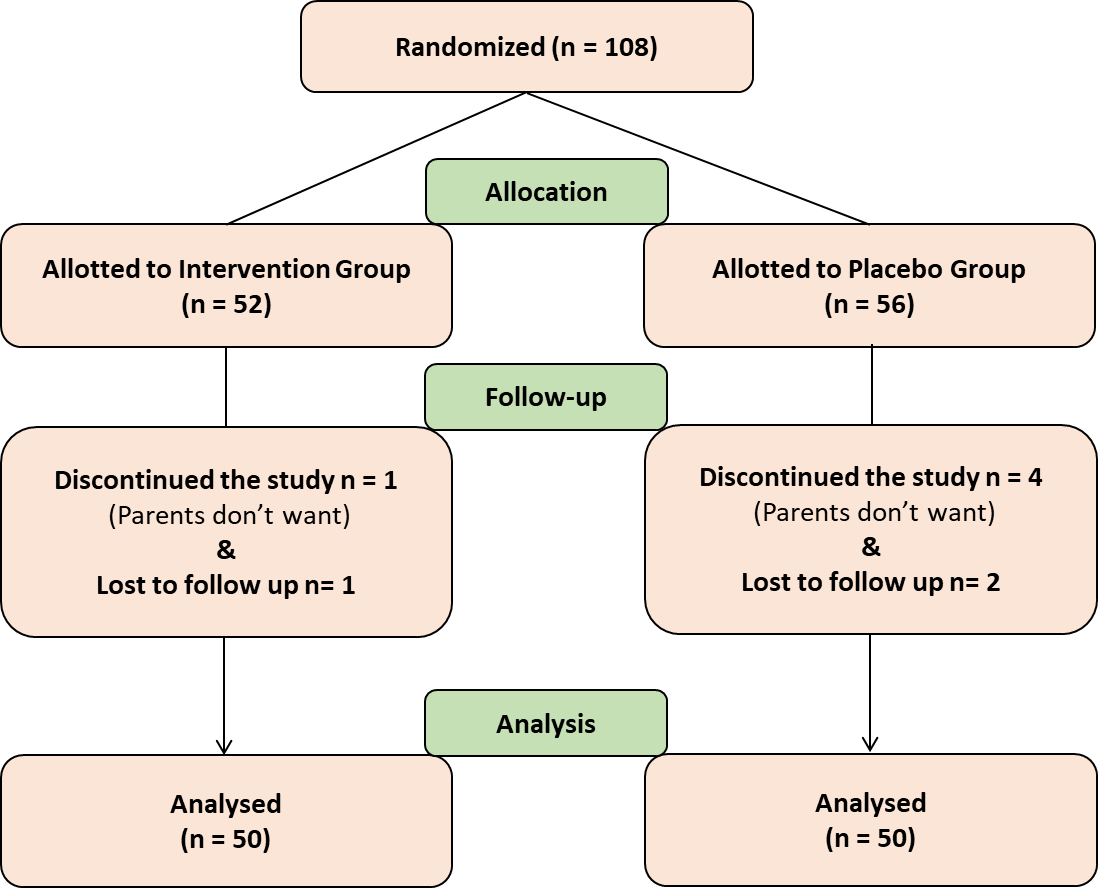 Randomized (n = 108)
Allocation
Allotted to Intervention Group
(n = 52)
Allotted to Placebo Group
(n = 56)
Follow-up
Discontinued the study n = 1
(Parents don’t want)
&
Lost to follow up n= 1
Discontinued the study n = 4
(Parents don’t want)
&
Lost to follow up n= 2
Analysis
Analysed
(n = 50)
Analysed
(n = 50)